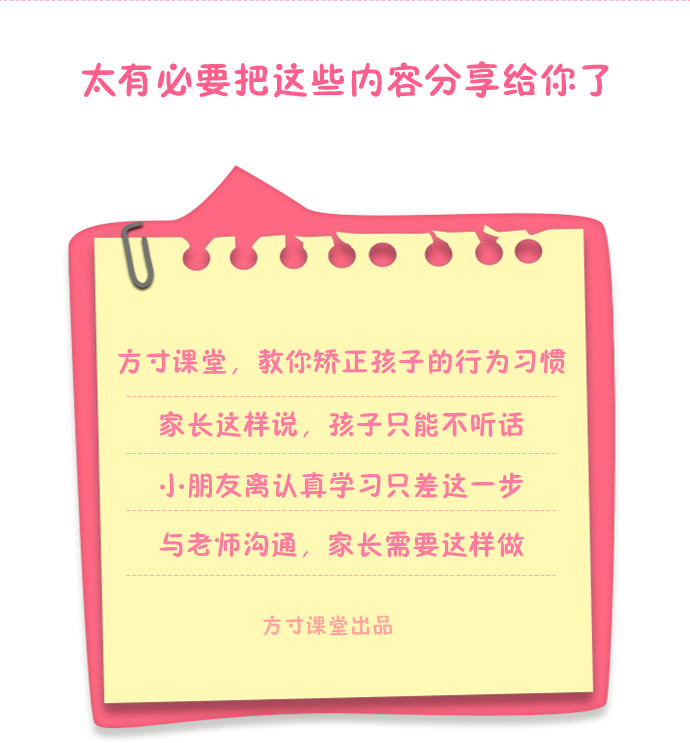 太有必要把这些内容分享给你了
方寸课堂，教你矫正孩子的行为习惯
家长这样说，孩子只能不听话
小朋友离认真学习只差这一步
与老师沟通，家长需要这样做
方寸课堂出品